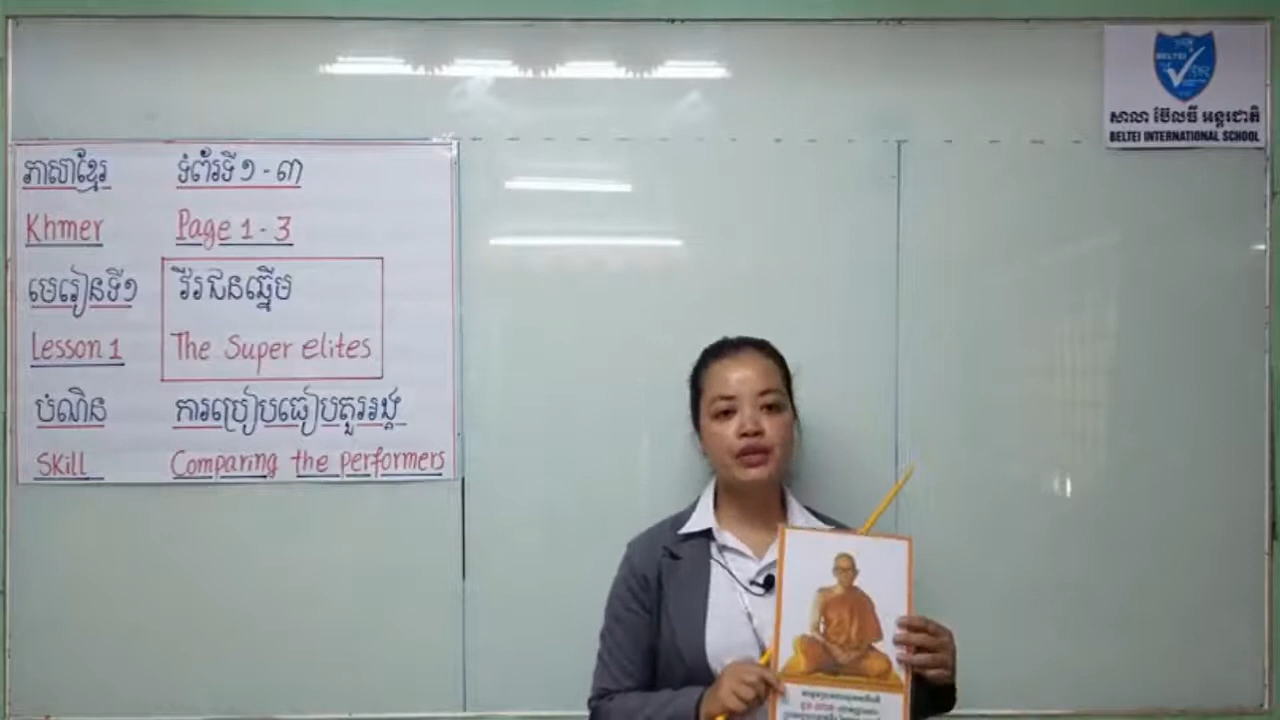 ភាសាខ្មែរ ទំព័រទី១ - ៣
Khmer Page 1 - 3
មេរៀនទី១ វីរជនឆ្នើម
Lesson 1 The Super elites
បំណិន ការប្រៀបធៀបតួរអង្គ
Skill Comparing the performers
BELTEI
សាលា ប៊ែលធី អន្តរជាតិ
BELTEI INTERNATIONAL SCHOOL